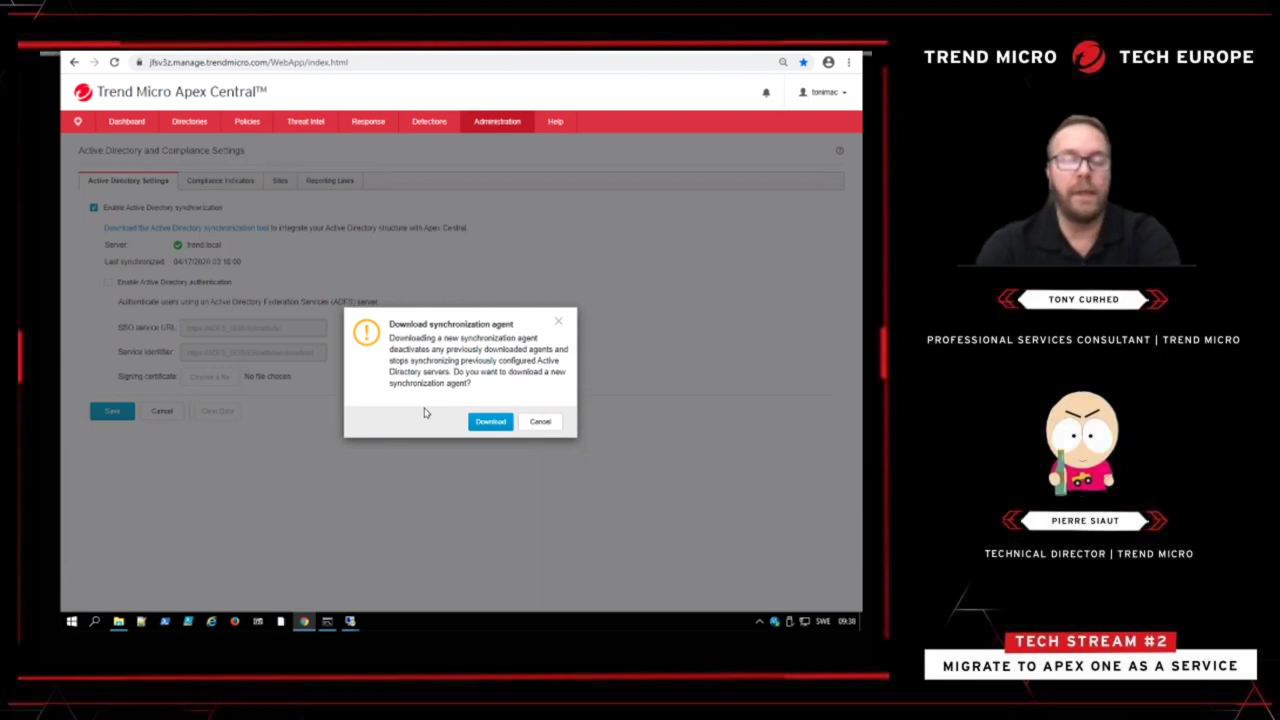 TREND MICRO TECH EUROPE
jfsv3z.manage.trendmicro.com/WebApp/index.html
Trend Micro Apex Central™
tonimac
Dashboard Directories Policies Threat Intel Response Detections Administration Help
Active Directory and Compliance Settings
Active Directory Settings Compliance Indicators Sites Reporting Lines
Enable Active Directory synchronization
Download the Active Directory synchronization tool to integrate your Active Directory structure with Apex Central.
Server: trend.local
Last synchronized: 04/17/2020 03:18:00
Enable Active Directory authentication
Authenticate users using an Active Directory Federation Services (ADFS) server.
SSO service URL:
Service identifier:
Signing certificate: Choose a file No file chosen
Save Cancel Clear Data
Download synchronization agent
Downloading a new synchronization agent
deactivates any previously downloaded agents and
stops synchronizing previously configured Active
Directory servers. Do you want to download a new
synchronization agent?
Download Cancel
SWE 09:38
TONY CURHED
PROFESSIONAL SERVICES CONSULTANT | TREND MICRO
PIERRE SIAUT
TECHNICAL DIRECTOR | TREND MICRO
TECH STREAM #2
MIGRATE TO APEX ONE AS A SERVICE